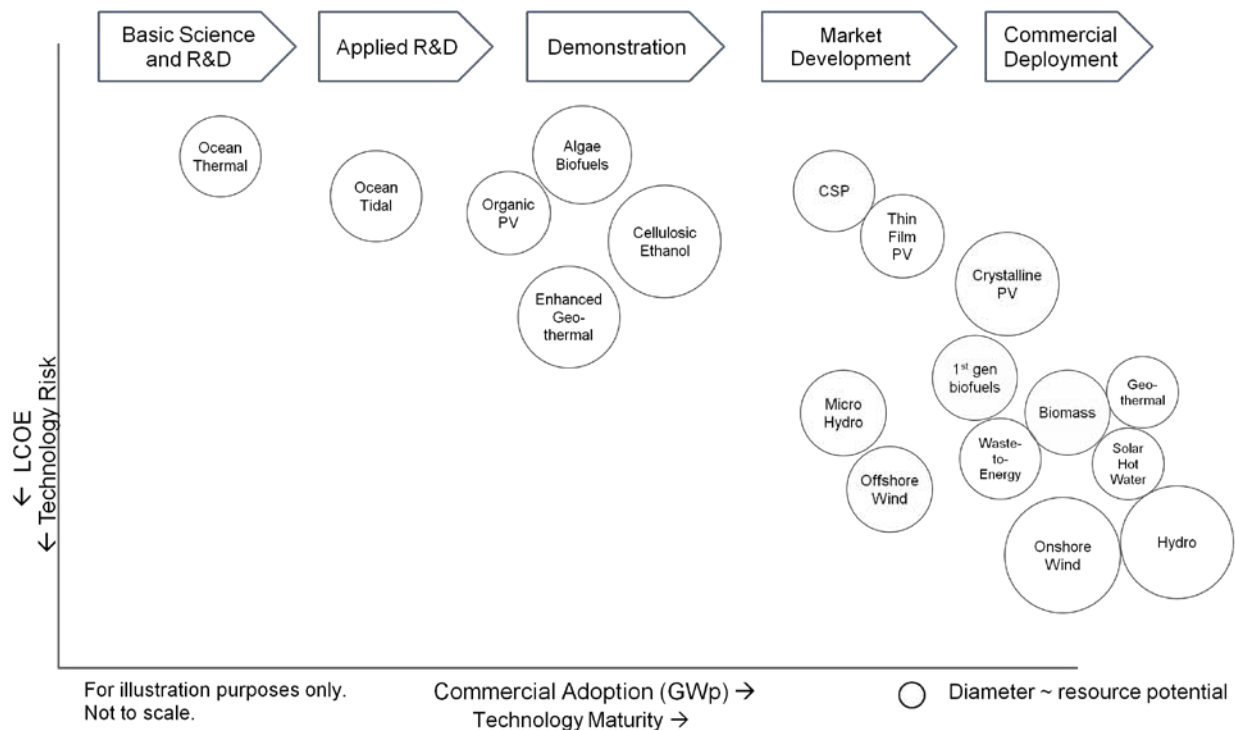 Basic Science
and R&D
Applied R&D
Demonstration
Market
Development
Commercial
Deployment
Ocean
Thermal
Ocean
Tidal
Organic
PV
Algae
Biofuels
Cellulosic
Ethanol
Enhanced
Geo-
thermal
CSP
Thin
Film
PV
Crystalline
PV
1st gen
biofuels
Micro
Hydro
Biomass
Geo-
thermal
Waste-
to-
Energy
Solar
Hot
Water
Offshore
Wind
Onshore
Wind
Hydro
← LCOE
← Technology Risk
For illustration purposes only.
Not to scale.
Commercial Adoption (GWp) →
Technology Maturity →
Diameter ~ resource potential